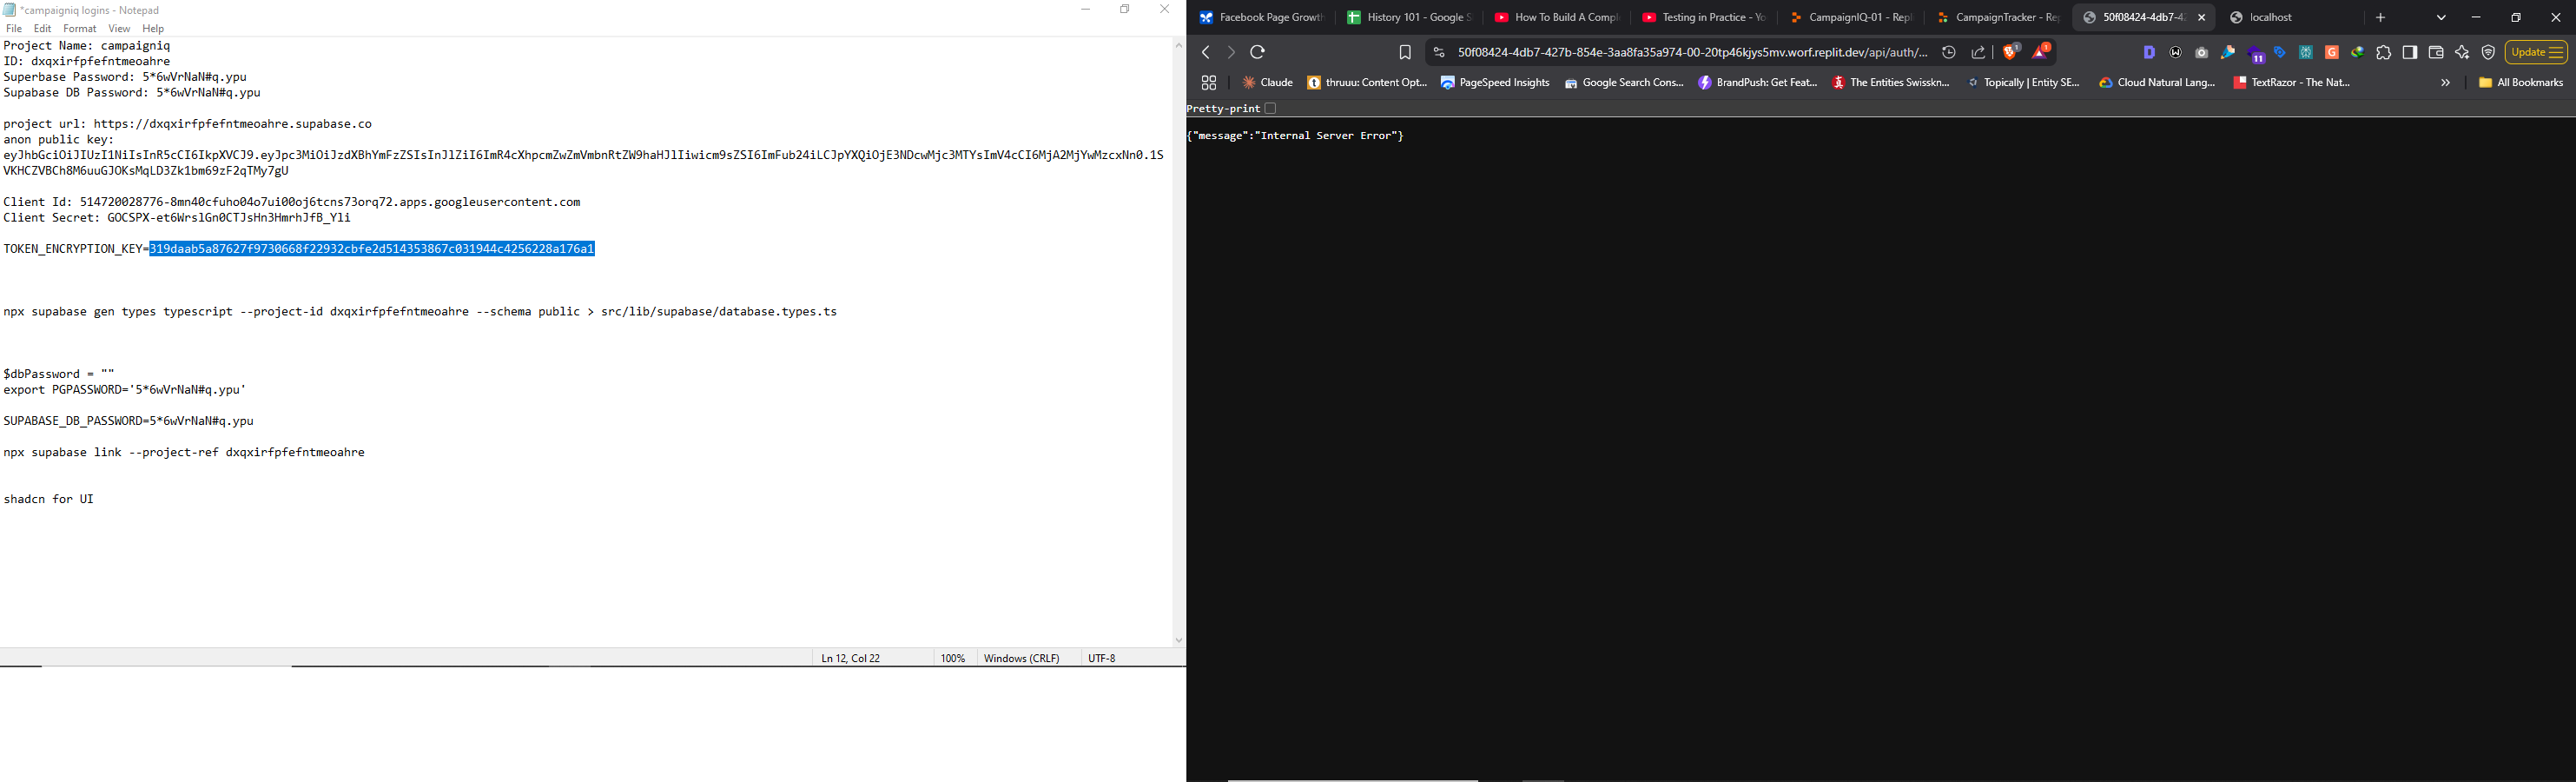 *campaigniq logins - Notepad
File Edit Format View Help
Project Name: campaigniq
ID: dxqxirfpfefntmeoahre
Superbase Password: 5*6wVrNaN#q.ypu
Supabase DB Password: 5*6wVrNaN#q.ypu
project url: https://dxqxirfpfefntmeoahre.supabase.co
anon public key:
eyJhbGciOiJIUzI1NiIsInR5cCI6IkpXVCJ9.eyJpc3MiOiJzdXBhYmFzZSIsInJlZiI6ImR4cXhpcmZwZmVmbnRtZW9haHJlIiwicm9sZSI6ImFub24iLCJpYXQiOjE3NDcwMjc3MTYsImV4cCI6MjA2MjYwMzcxNn0.1S
VKHCZVBCh8M6uuGJOKsMqLD3Zk1bm69zF2qTMy7gU
Client Id: 514720028776-8mn40cfuho04o7ui00oj6tcns73orq72.apps.googleusercontent.com
Client Secret: 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
TOKEN_ENCRYPTION_KEY=319daab5a87627f9730668f22932cbfe2d514353867c031944c4256228a176a1
npx supabase gen types typescript --project-id dxqxirfpfefntmeoahre --schema public > src/lib/supabase/database.types.ts
$dbPassword = ""
export PGPASSWORD='5*6wVrNaN#q.ypu'
SUPABASE_DB_PASSWORD=5*6wVrNaN#q.ypu
npx supabase link --project-ref dxqxirfpfefntmeoahre
shadcn for UI
Ln 12, Col 22 100% Windows (CRLF) UTF-8
Facebook Page Growth History 101 - Google S How To Build A Compl Testing in Practice - Yo CampaignIQ-01 - Repl CampaignTracker - Rep 50f08424-4db7-42 localhost
50f08424-4db7-427b-854e-3aa8fa35a974-00-20tp46kjys5mv.worf.replit.dev/api/auth/... 1 1 11 Update
Claude thruuu: Content Opt... PageSpeed Insights Google Search Cons... BrandPush: Get Feat... The Entities Swisskn... Topically | Entity SE... Cloud Natural Lang... TextRazor - The Nat... » All Bookmarks
Pretty-print
{"message":"Internal Server Error"}